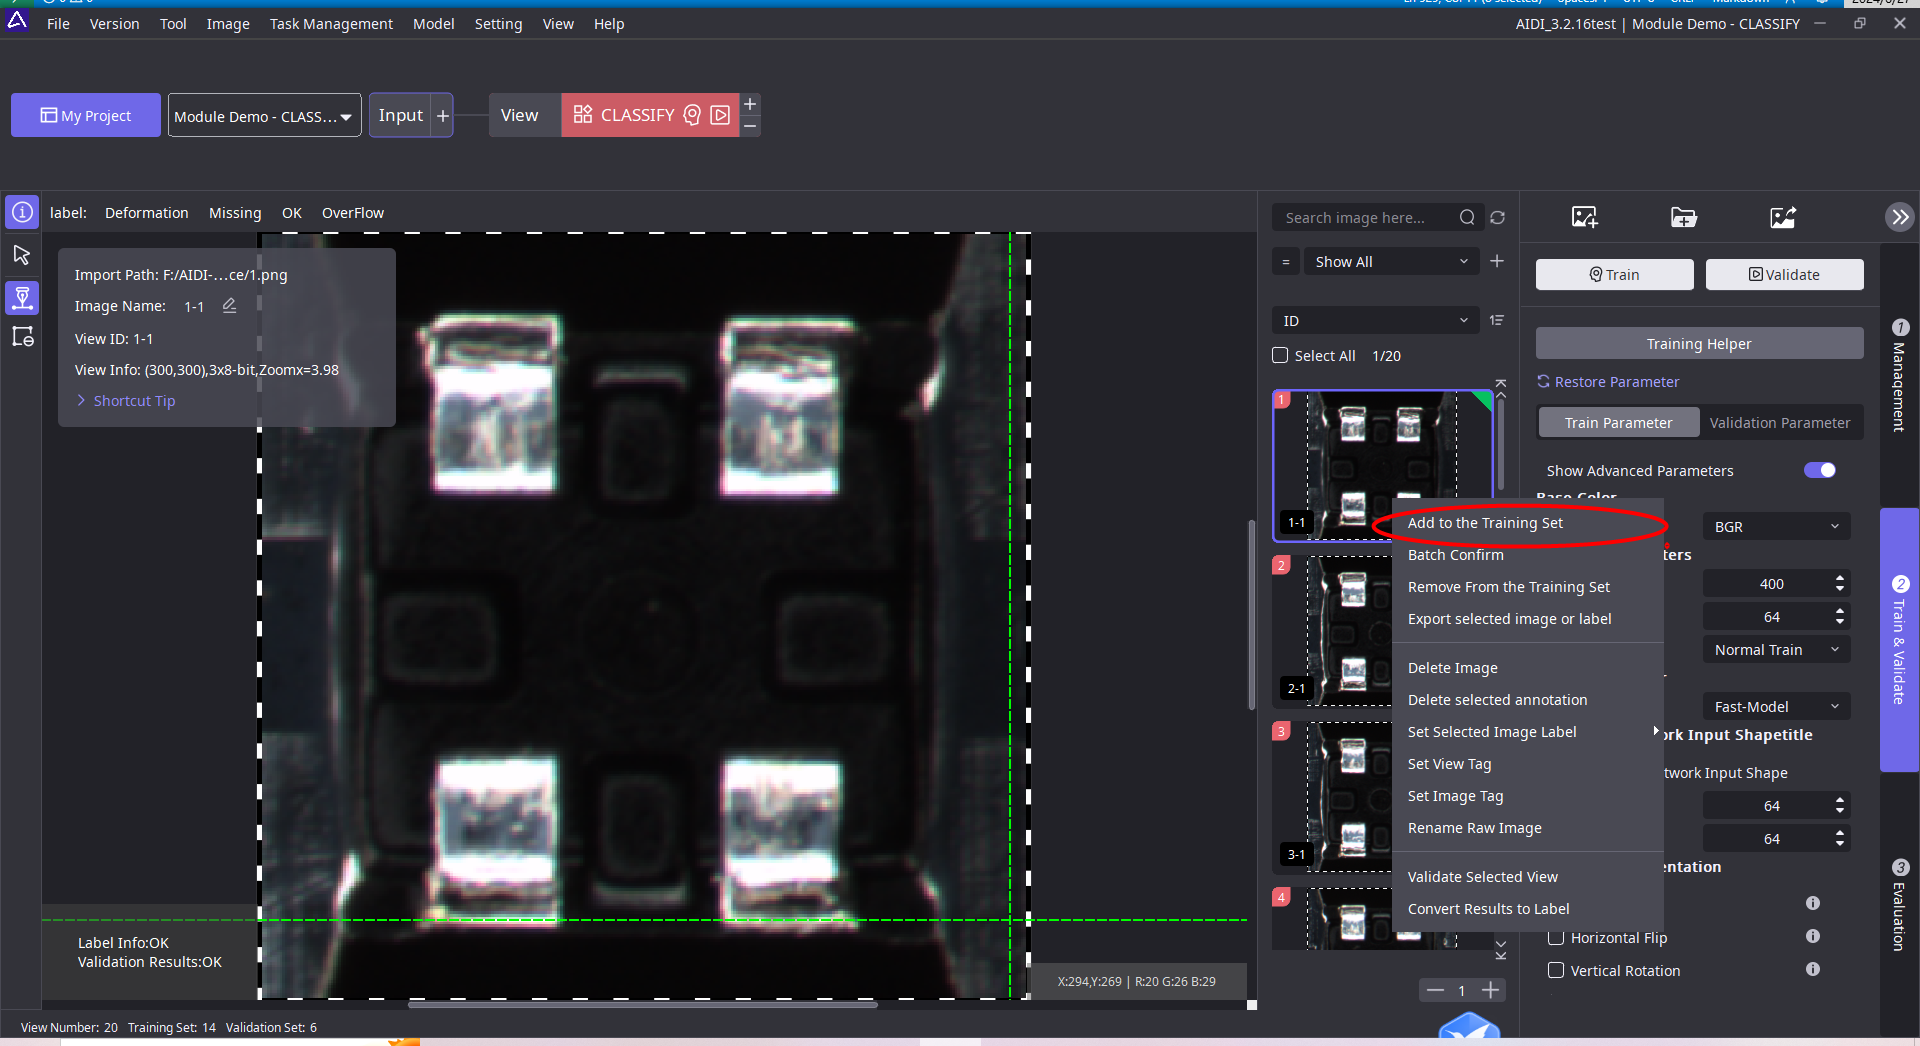 File Version Tool Image Task Management Model Setting View Help AIDI_3.2.16test | Module Demo - CLASSIFY
My Project Module Demo - CLASS... Input + View CLASSIFY
label: Deformation Missing OK OverFlow
Import Path: F:/AIDI-...ce/1.png
Image Name: 1-1
View ID: 1-1
View Info: (300,300),3x8-bit,Zoomx=3.98
Shortcut Tip
Label Info:OK
Validation Results:OK
X:294,Y:269 | R:20 G:26 B:29
Search image here...
= Show All
ID
Select All 1/20
1
1-1
2
2-1
3
3-1
4
1
Add to the Training Set
Batch Confirm
Remove From the Training Set
Export selected image or label
Delete Image
Delete selected annotation
Set Selected Image Label
Set View Tag
Set Image Tag
Rename Raw Image
Validate Selected View
Convert Results to Label
Train Validate
Training Helper
Restore Parameter
Train Parameter Validation Parameter
Show Advanced Parameters
Base Color
BGR
ters
400
64
Normal Train
Fast-Model
ork Input Shapetitle
twork Input Shape
64
64
entation
Horizontal Flip
Vertical Rotation
1 Management
2 Train & Validate
3 Evaluation
View Number: 20 Training Set: 14 Validation Set: 6